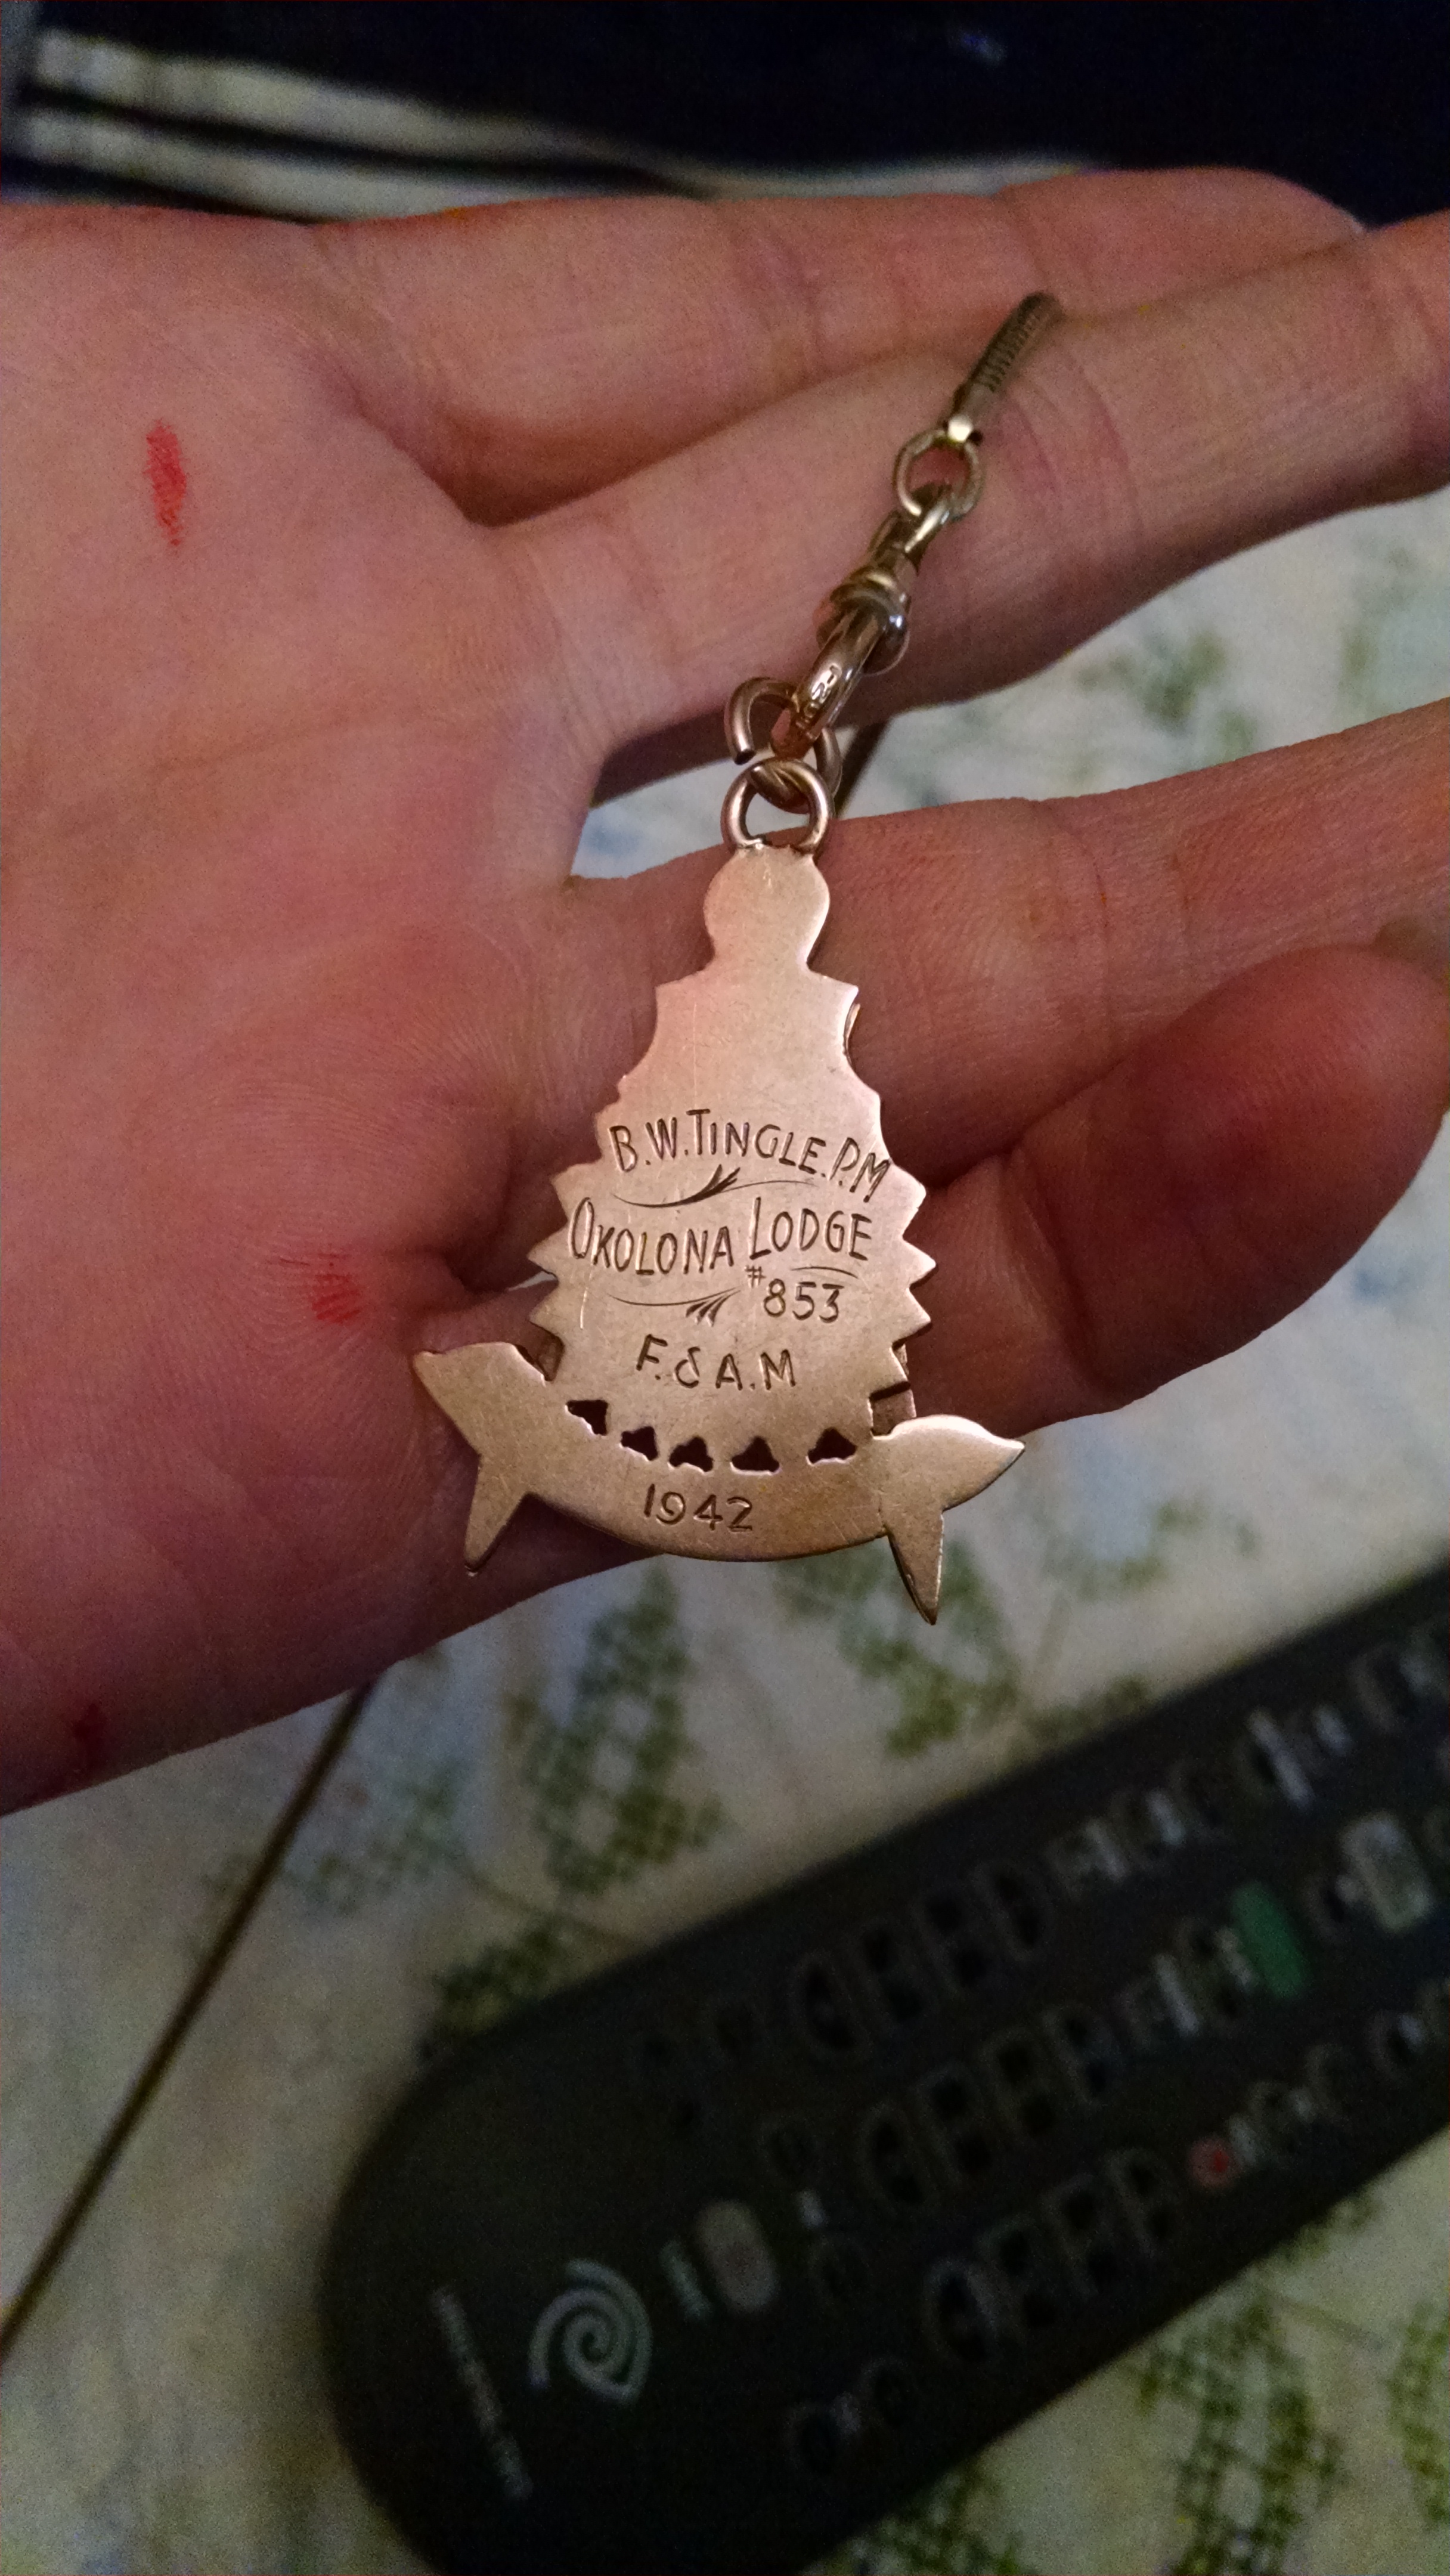 B.W.TINGLE.P.M
OKOLONA LODGE
#853
F.&A.M
1942